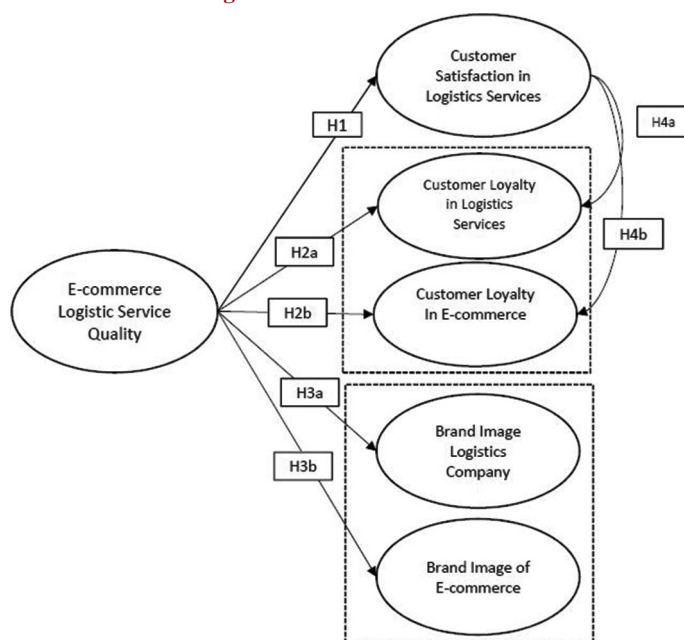 Customer
Satisfaction in
Logistics Services
H1
H4a
Customer Loyalty
in Logistics
Services
H2a
H4b
E-commerce
Logistic Service
Quality
Customer Loyalty
In E-commerce
H2b
H3a
Brand Image
Logistics
Company
H3b
Brand Image of
E-commerce